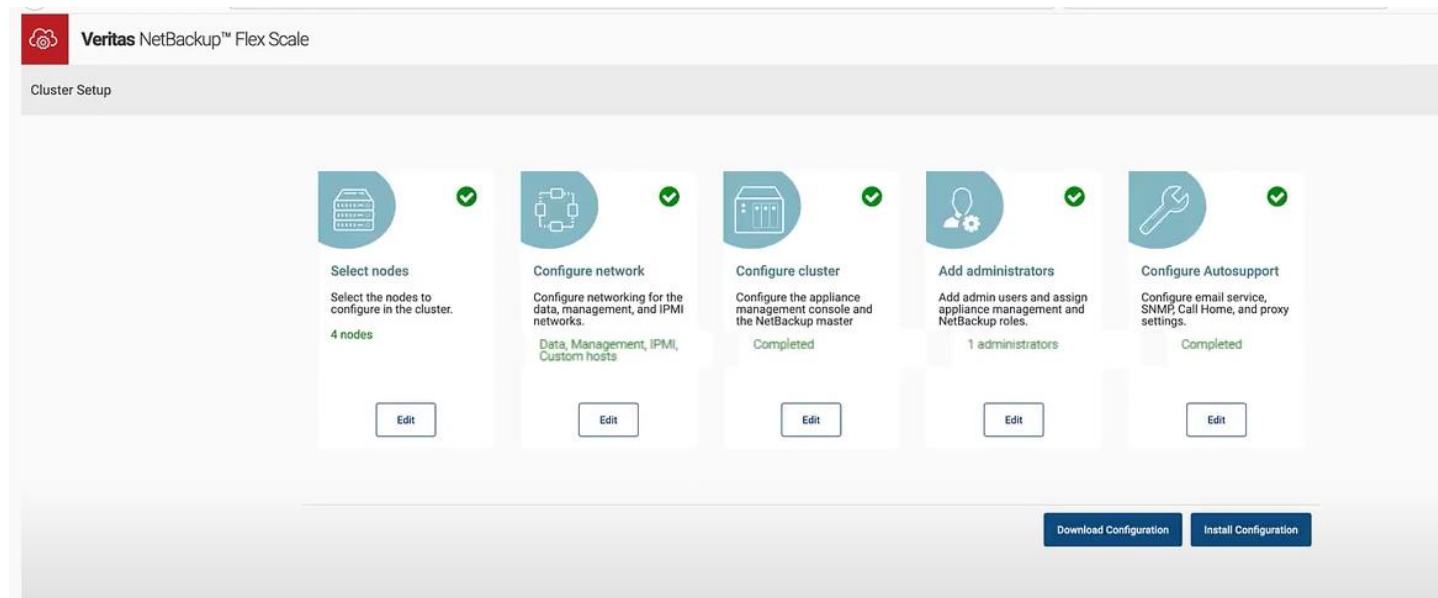 Veritas NetBackup™ Flex Scale
Cluster Setup
Select nodes
Select the nodes to
configure in the cluster.
4 nodes
Edit
Configure network
Configure networking for the
data, management, and IPMI
networks.
Data, Management, IPMI,
Custom hosts
Edit
Configure cluster
Configure the appliance
management console and
the NetBackup master
Completed
Edit
Add administrators
Add admin users and assign
appliance management and
NetBackup roles.
1 administrators
Edit
Configure Autosupport
Configure email service,
SNMP, Call Home, and proxy
settings.
Completed
Edit
Download Configuration
Install Configuration